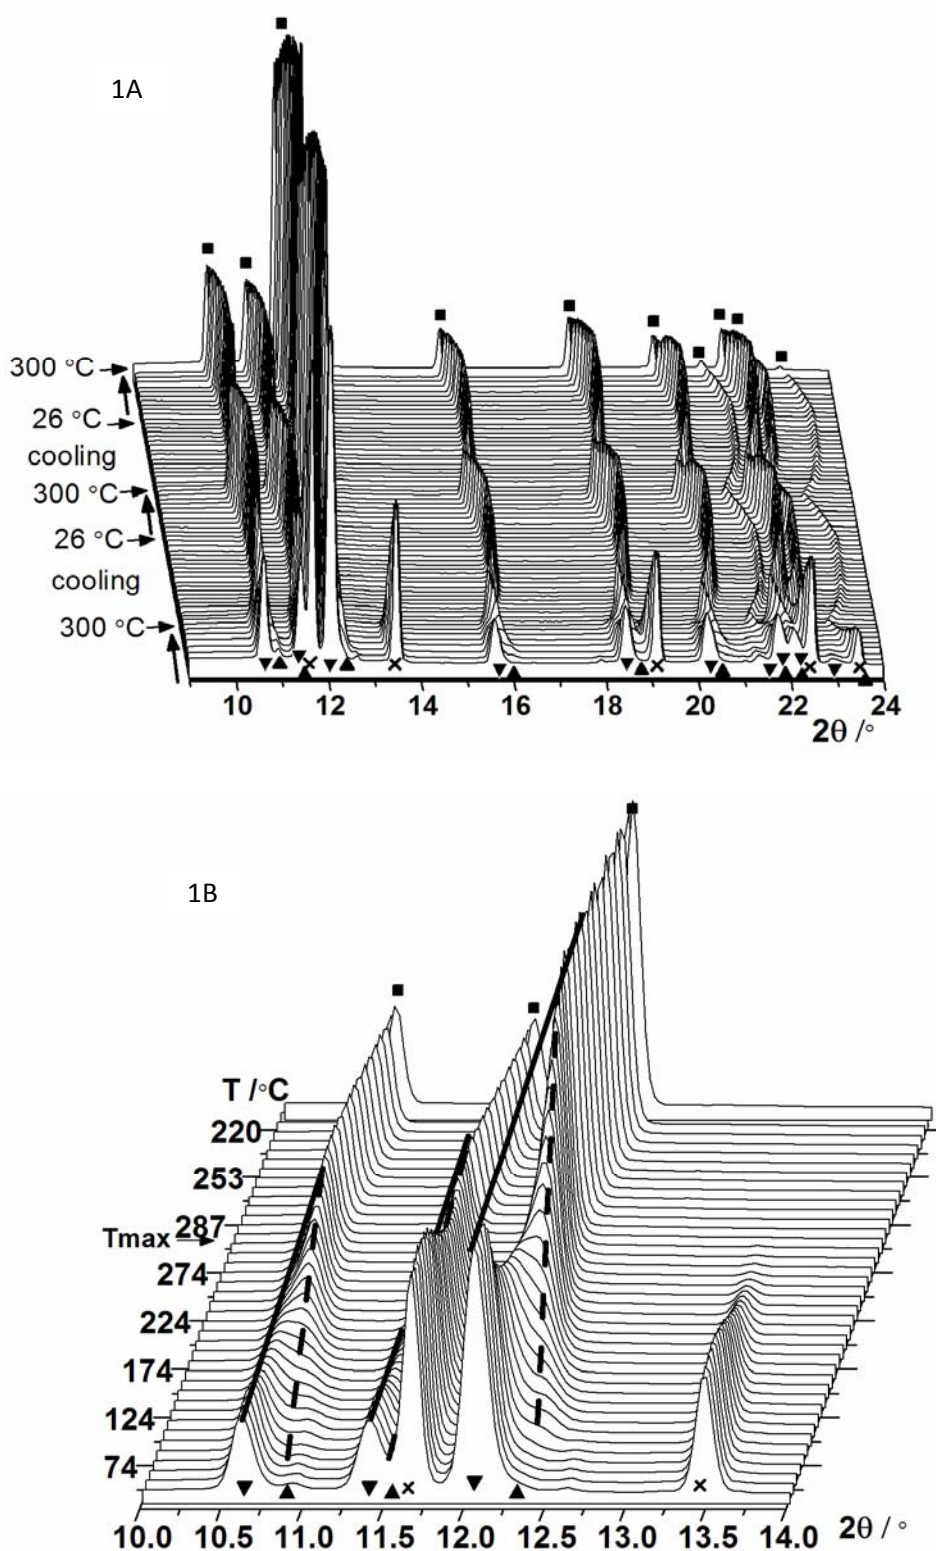 1A
300 °C
26 °C
cooling
300 °C
26 °C
cooling
300 °C
10 12 14 16 18 20 22 24
2θ /°
1B
T /°C
220
253
287
Tmax
274
224
174
124
74
10.0 10.5 11.0 11.5 12.0 12.5 13.0 13.5 14.0 2θ / °